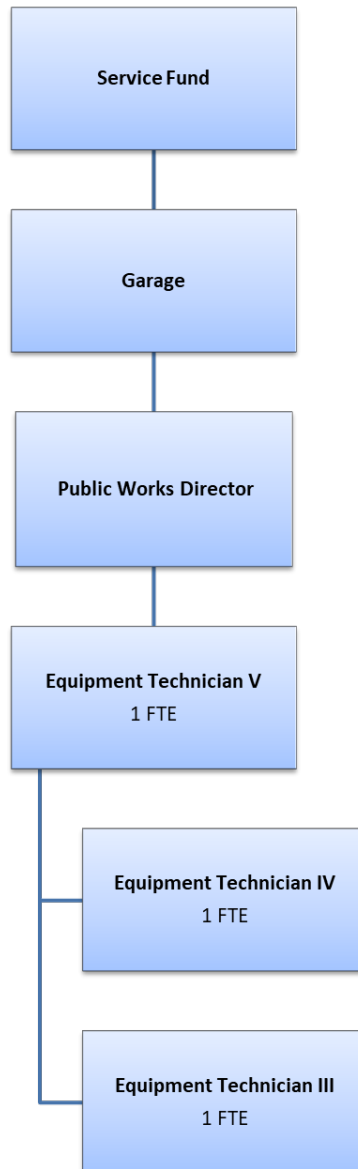 Service Fund
Garage
Public Works Director
Equipment Technician V
1 FTE
Equipment Technician IV
1 FTE
Equipment Technician III
1 FTE